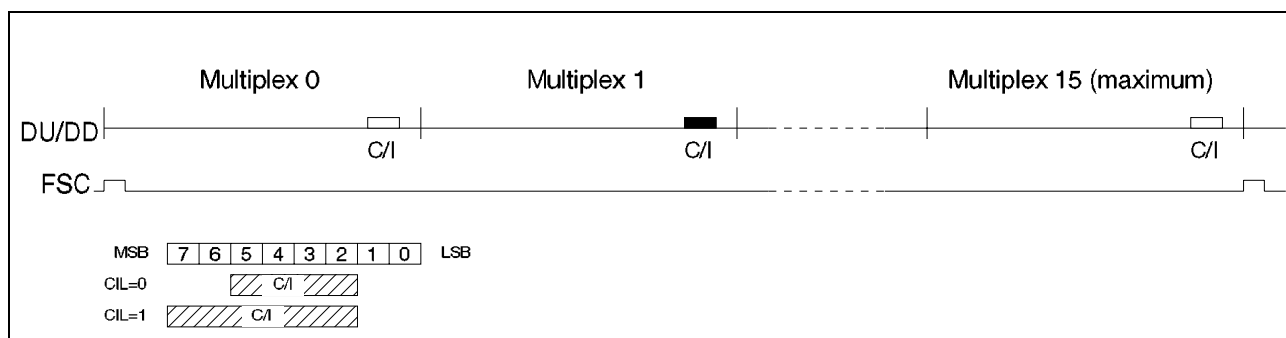 Multiplex 0 Multiplex 1 Multiplex 15 (maximum)
DU/DD
C/I C/I C/I
FSC
MSB 7 6 5 4 3 2 1 0 LSB
CIL=0 C/I
CIL=1 C/I